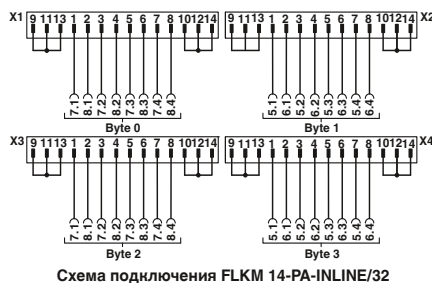 X1 9 11 13 1 2 3 4 5 6 7 8 10 12 14
9 11 13 1 2 3 4 5 6 7 8 10 12 14 X2
7.1 8.1 7.2 8.2 7.3 8.3 7.4 8.4
5.1 6.1 5.2 6.2 5.3 6.3 5.4 6.4
Byte 0
Byte 1
X3 9 11 13 1 2 3 4 5 6 7 8 10 12 14
9 11 13 1 2 3 4 5 6 7 8 10 12 14 X4
7.1 8.1 7.2 8.2 7.3 8.3 7.4 8.4
5.1 6.1 5.2 6.2 5.3 6.3 5.4 6.4
Byte 2
Byte 3
Схема подключения FLKM 14-PA-INLINE/32